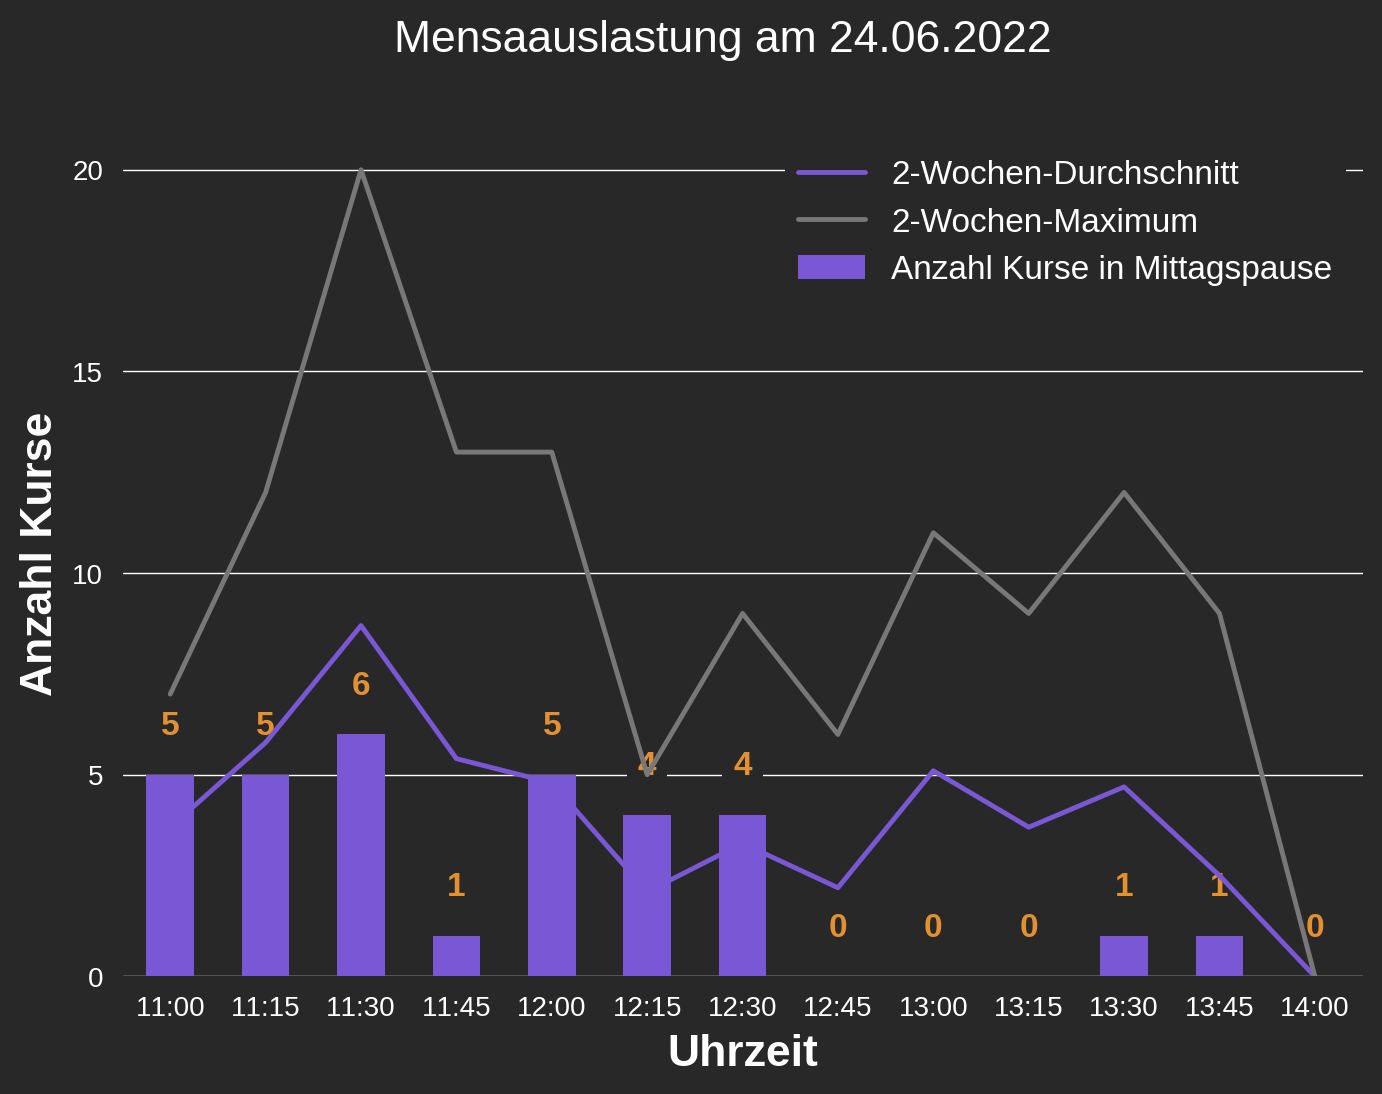 Mensaauslastung am 24.06.2022
2-Wochen-Durchschnitt
2-Wochen-Maximum
Anzahl Kurse in Mittagspause
Anzahl Kurse
20
15
10
5
0
5
5
6
1
5
4
4
0
0
0
1
1
0
11:00 11:15 11:30 11:45 12:00 12:15 12:30 12:45 13:00 13:15 13:30 13:45 14:00
Uhrzeit